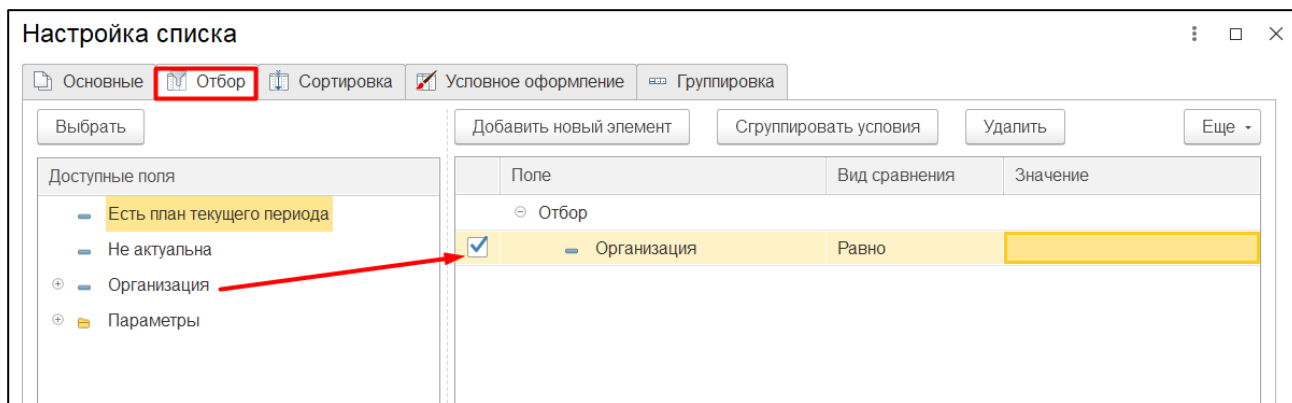 Настройка списка
Основные Отбор Сортировка Условное оформление Группировка
Выбрать Добавить новый элемент Сгруппировать условия Удалить Еще
Доступные поля Поле Вид сравнения Значение
Есть план текущего периода Отбор
Не актуальна Организация Равно
Организация
Параметры